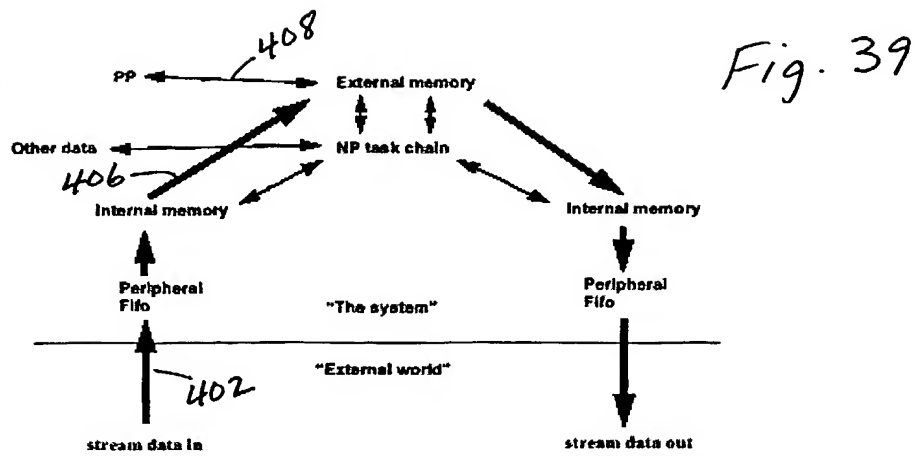 Fig. 39
408
PP
External memory
Other data
NP task chain
406
Internal memory
Internal memory
Peripheral
Fifo
Peripheral
Fifo
"The system"
"External world"
402
stream data in
stream data out